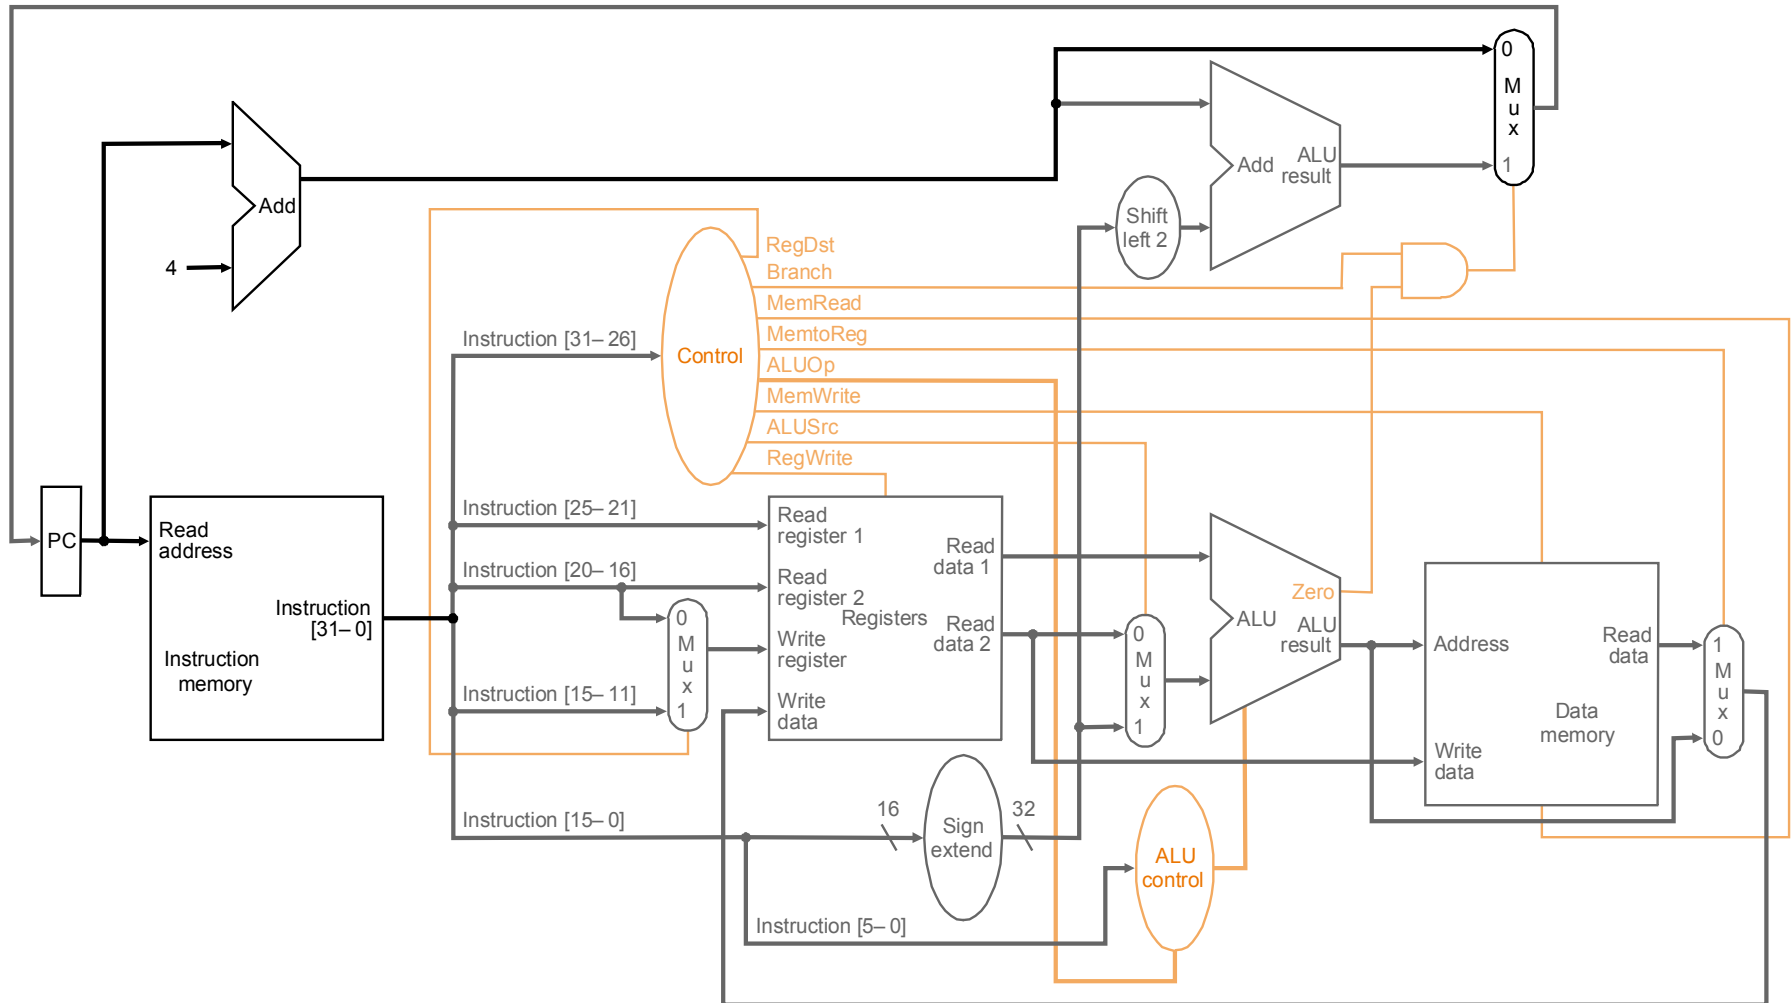 0
M
u
x
1
Add
ALU
result
Shift
left 2
Add
4
RegDst
Branch
MemRead
MemtoReg
ALUOp
MemWrite
ALUSrc
RegWrite
Control
Instruction [31– 26]
Instruction [25– 21]
Instruction [20– 16]
Instruction [15– 11]
Instruction [15– 0]
Instruction [5– 0]
PC
Read
address
Instruction
[31– 0]
Instruction
memory
0
M
u
x
1
Read
register 1
Read
register 2
Write
register
Write
data
Registers
Read
data 1
Read
data 2
0
M
u
x
1
Zero
ALU
ALU
result
Address
Write
data
Read
data
Data
memory
1
M
u
x
0
16
Sign
extend
32
ALU
control